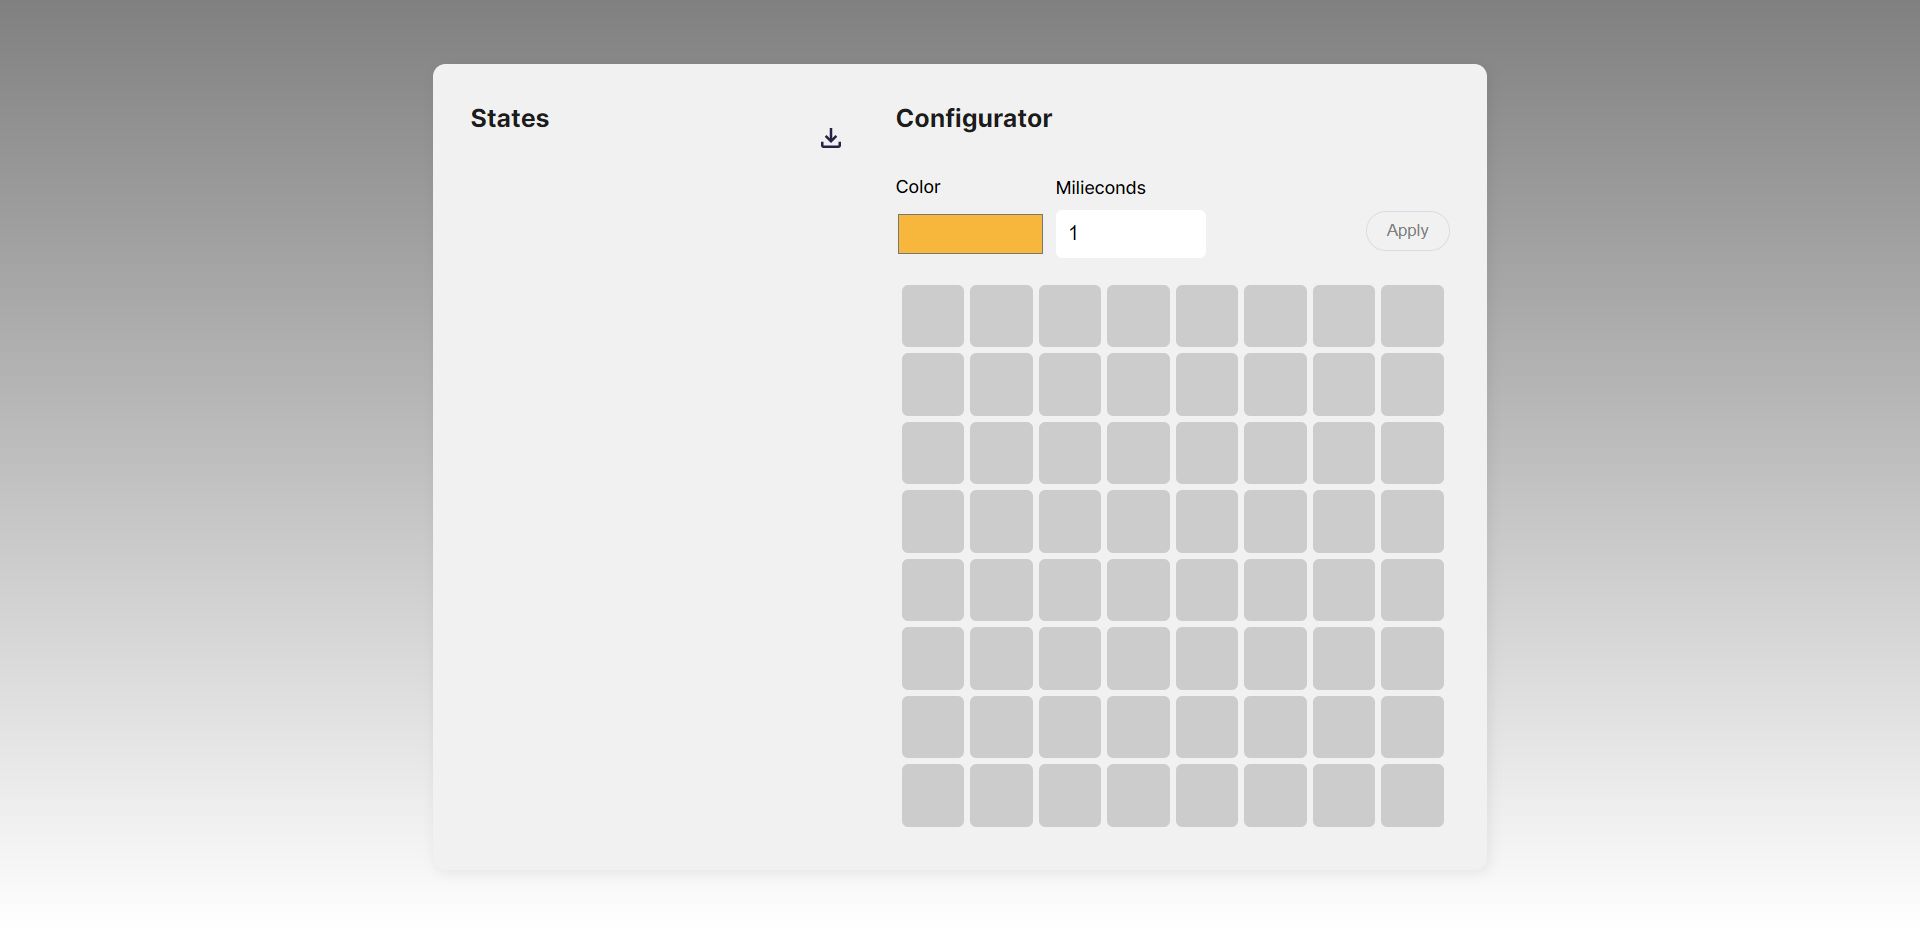 States
Configurator
Color
Milieconds
1
Apply